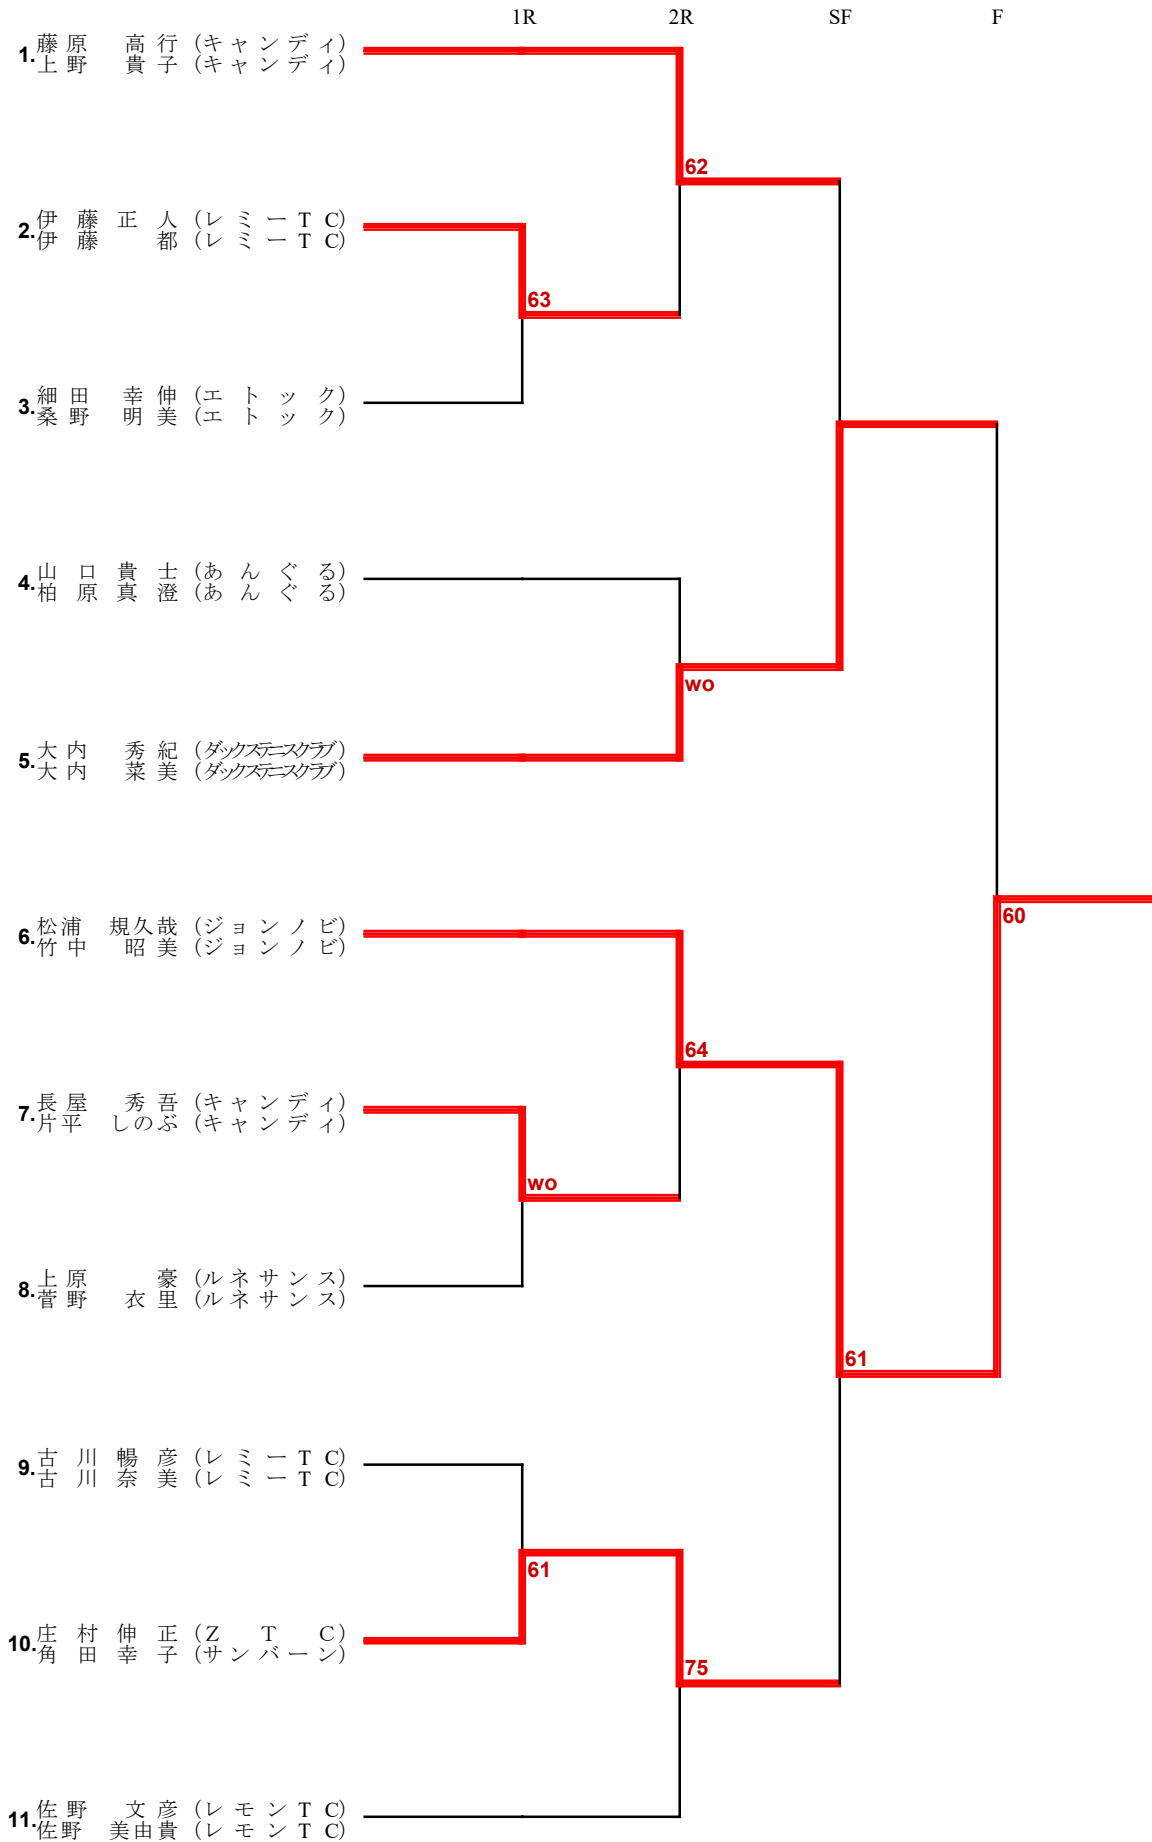 1R 2R SF F
1. 藤原 高行 (キャンディ)
上野 貴子 (キャンディ)
62
2. 伊藤正人 (レミーTC)
伊藤 都 (レミーTC)
63
3. 細田 幸伸 (エトック)
桑野 明美 (エトック)
4. 山口貴士 (あんぐる)
柏原真澄 (あんぐる)
wo
5. 大内 秀紀 (ダックステニスクラブ)
大内 菜美 (ダックステニスクラブ)
6. 松浦 規久哉 (ジョンノビ)
竹中 昭美 (ジョンノビ)
60
64
7. 長屋 秀吾 (キャンディ)
片平 しのぶ (キャンディ)
wo
8. 上原 豪 (ルネサンス)
菅野 衣里 (ルネサンス)
61
9. 古川暢彦 (レミーTC)
古川奈美 (レミーTC)
61
10. 庄村伸正 (ZTC)
角田幸子 (サンバーン)
75
11. 佐野 文彦 (レモンTC)
佐野 美由貴 (レモンTC)